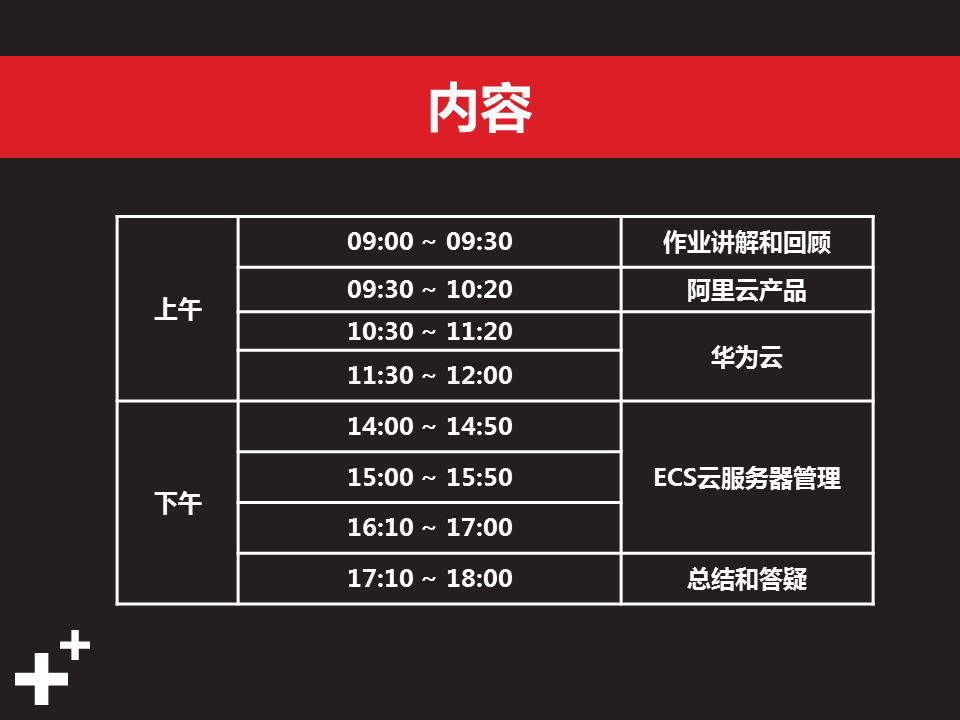 内容
上午
09:00 ~ 09:30
作业讲解和回顾
09:30 ~ 10:20
阿里云产品
10:30 ~ 11:20
华为云
11:30 ~ 12:00
下午
14:00 ~ 14:50
ECS云服务器管理
15:00 ~ 15:50
16:10 ~ 17:00
17:10 ~ 18:00
总结和答疑